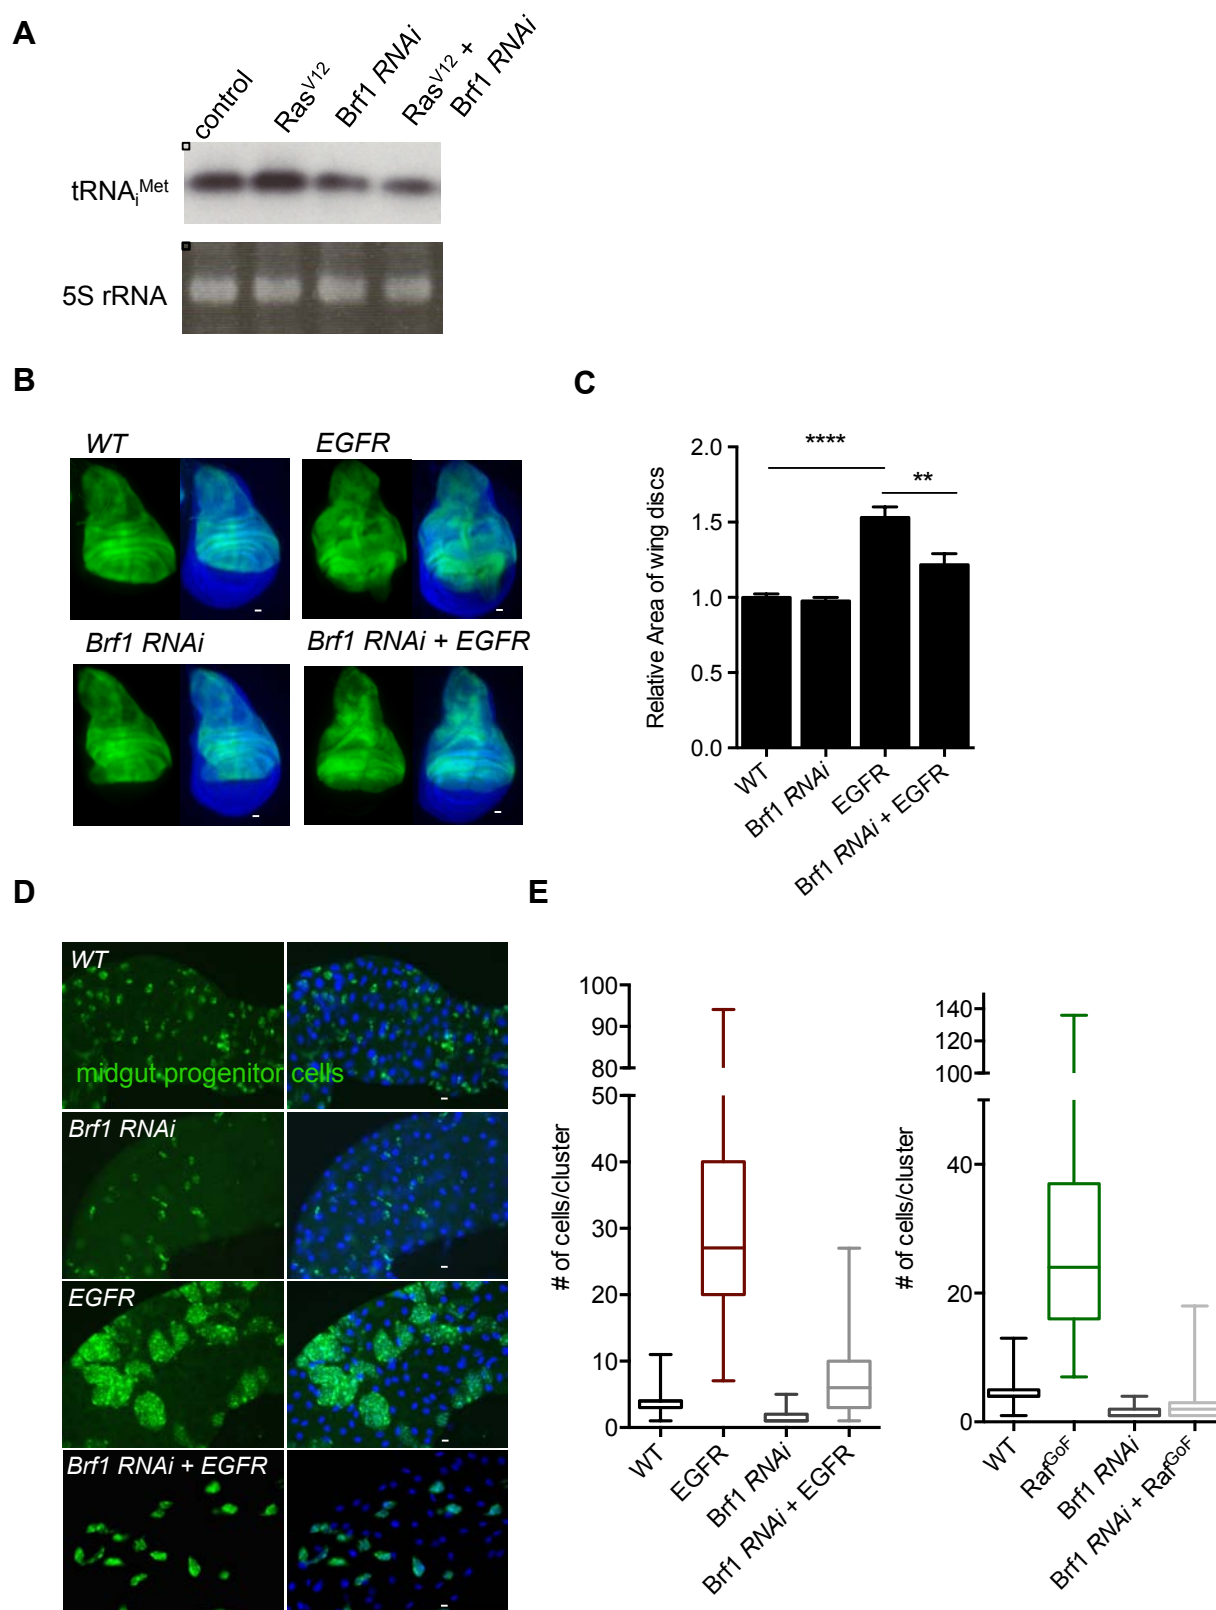 A
control
Ras^V12
Brf1 RNAi
Ras^V12 +
Brf1 RNAi
tRNA_i^Met
5S rRNA
B
WT
EGFR
Brf1 RNAi
Brf1 RNAi + EGFR
C
Relative Area of wing discs
2.0
1.5
1.0
0.5
0.0
****
**
WT
Brf1 RNAi
EGFR
Brf1 RNAi + EGFR
D
WT
midgut progenitor cells
Brf1 RNAi
EGFR
Brf1 RNAi + EGFR
E
# of cells/cluster
100
90
80
50
40
30
20
10
0
WT
EGFR
Brf1 RNAi
Brf1 RNAi + EGFR
# of cells/cluster
140
120
100
40
20
0
WT
Raf^GoF
Brf1 RNAi
Brf1 RNAi + Raf^GoF